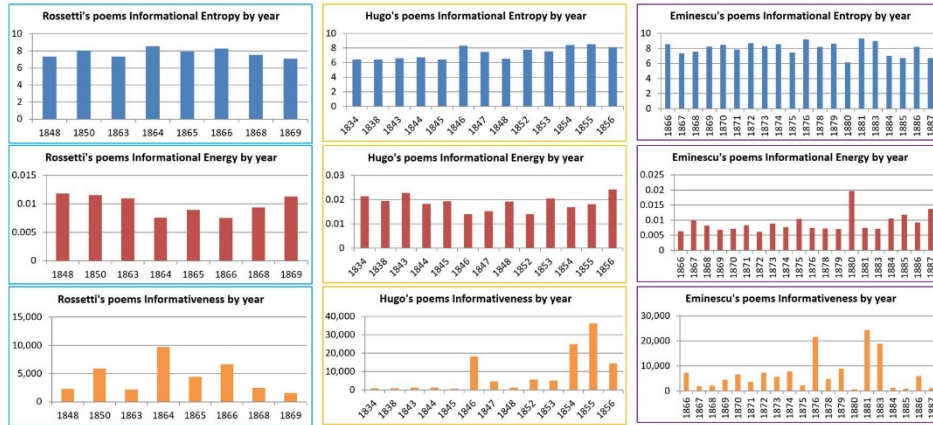 Rossetti's poems Informational Entropy by year
10
8
6
4
2
0
1848 1850 1863 1864 1865 1866 1868 1869
Hugo's poems Informational Entropy by year
10
8
6
4
2
0
1834 1838 1843 1844 1845 1846 1847 1848 1852 1853 1854 1855 1856
Eminescu's poems Informational Entropy by year
10
8
6
4
2
0
1866 1867 1868 1869 1870 1871 1872 1873 1874 1875 1876 1878 1879 1880 1881 1883 1884 1885 1886 1887
Rossetti's poems Informational Energy by year
0.015
0.01
0.005
0
1848 1850 1863 1864 1865 1866 1868 1869
Hugo's poems Informational Energy by year
0.03
0.02
0.01
0
1834 1838 1843 1844 1845 1846 1847 1848 1852 1853 1854 1855 1856
Eminescu's poems Informational Energy by year
0.025
0.02
0.015
0.01
0.005
0
1866 1867 1868 1869 1870 1871 1872 1873 1874 1875 1876 1878 1879 1880 1881 1883 1884 1885 1886 1887
Rossetti's poems Informativeness by year
15,000
10,000
5,000
0
1848 1850 1863 1864 1865 1866 1868 1869
Hugo's poems Informativeness by year
40,000
30,000
20,000
10,000
0
1834 1834 1843 1844 1845 1846 1847 1848 1852 1853 1854 1855 1856
Eminescu's poems Informativeness by year
30,000
20,000
10,000
0
1866 1867 1868 1869 1870 1871 1872 1873 1874 1875 1876 1878 1879 1880 1881 1883 1884 1885 1886 1887